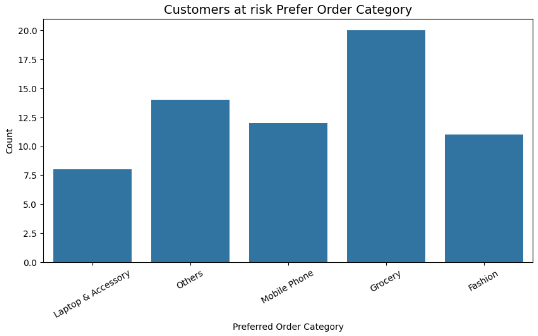 Customers at risk Prefer Order Category
20.0
17.5
15.0
12.5
10.0
7.5
5.0
2.5
0.0
Count
Laptop & Accessory
Others
Mobile Phone
Grocery
Fashion
Preferred Order Category